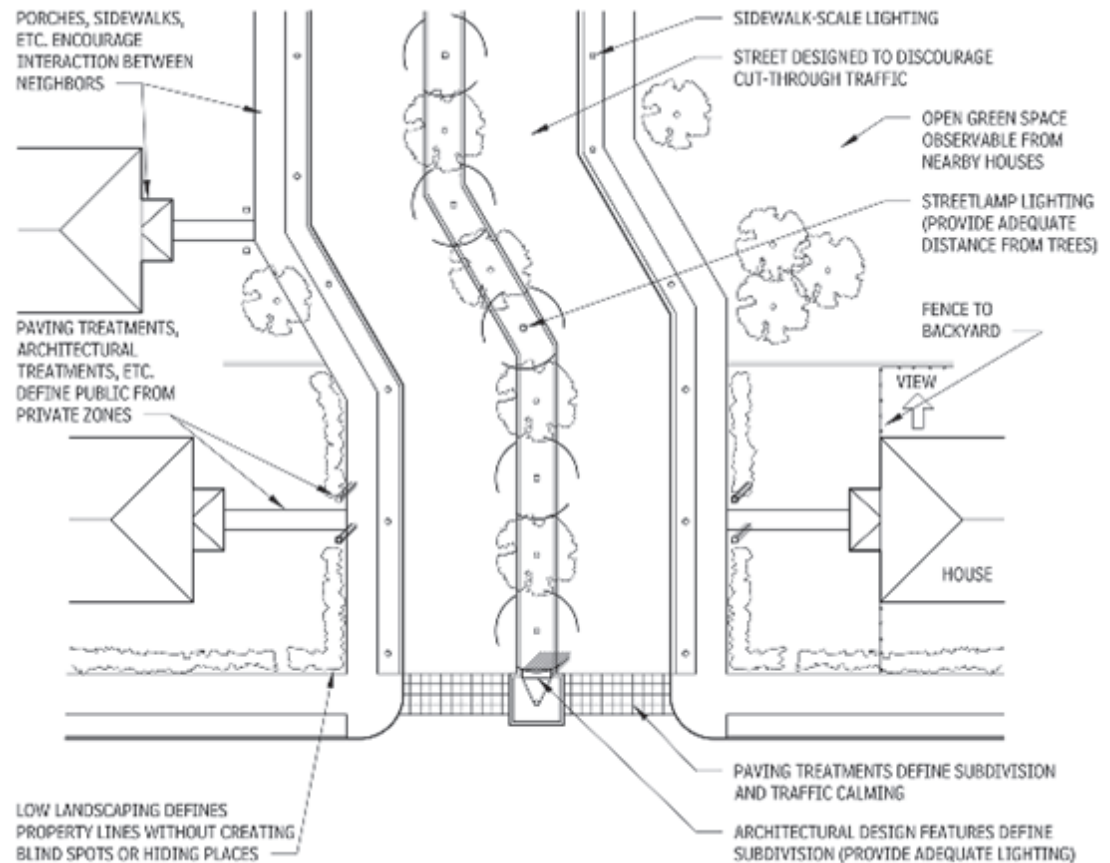 PORCHES, SIDEWALKS,
ETC. ENCOURAGE
INTERACTION BETWEEN
NEIGHBORS
SIDEWALK-SCALE LIGHTING
STREET DESIGNED TO DISCOURAGE
CUT-THROUGH TRAFFIC
OPEN GREEN SPACE
OBSERVABLE FROM
NEARBY HOUSES
STREETLAMP LIGHTING
(PROVIDE ADEQUATE
DISTANCE FROM TREES)
FENCE TO
BACKYARD
VIEW
PAVING TREATMENTS,
ARCHITECTURAL
TREATMENTS, ETC.
DEFINE PUBLIC FROM
PRIVATE ZONES
HOUSE
PAVING TREATMENTS DEFINE SUBDIVISION
AND TRAFFIC CALMING
LOW LANDSCAPING DEFINES
PROPERTY LINES WITHOUT CREATING
BLIND SPOTS OR HIDING PLACES
ARCHITECTURAL DESIGN FEATURES DEFINE
SUBDIVISION (PROVIDE ADEQUATE LIGHTING)